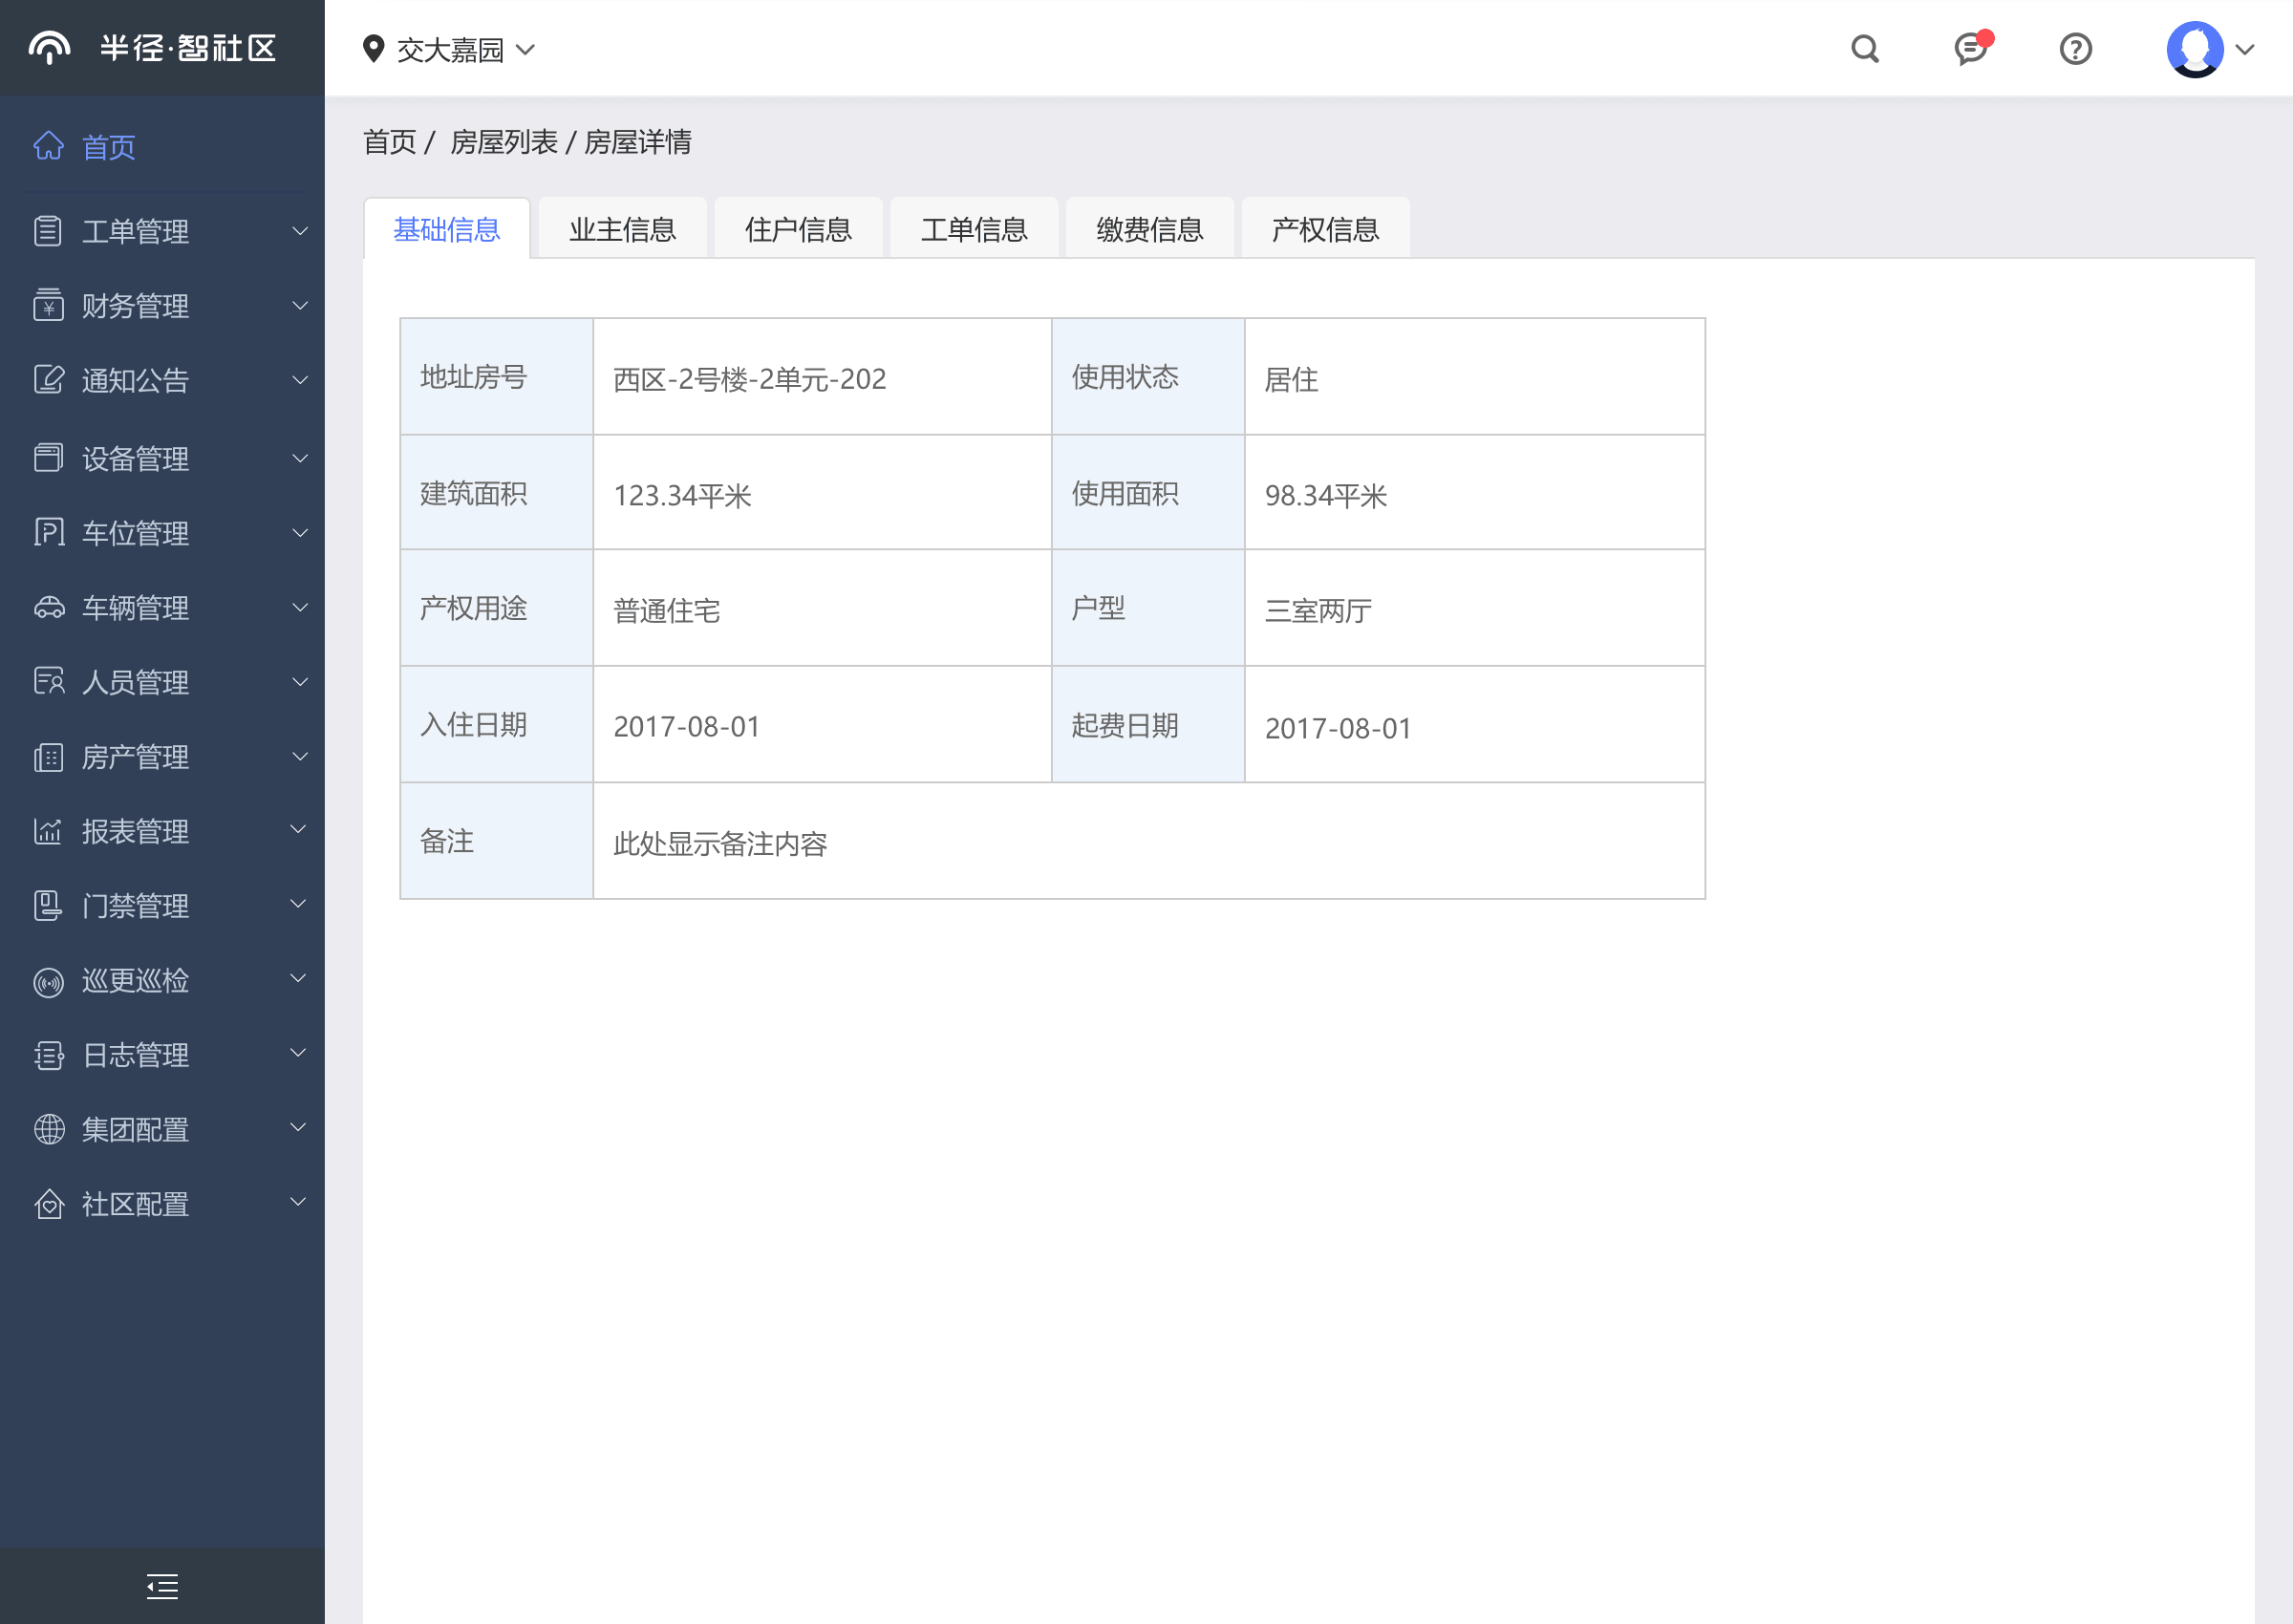 半径·智社区
交大嘉园
首页
工单管理
财务管理
通知公告
设备管理
车位管理
车辆管理
人员管理
房产管理
报表管理
门禁管理
巡更巡检
日志管理
集团配置
社区配置
首页 / 房屋列表 / 房屋详情
基础信息 业主信息 住户信息 工单信息 缴费信息 产权信息
地址房号 西区-2号楼-2单元-202 使用状态 居住
建筑面积 123.34平米 使用面积 98.34平米
产权用途 普通住宅 户型 三室两厅
入住日期 2017-08-01 起费日期 2017-08-01
备注 此处显示备注内容